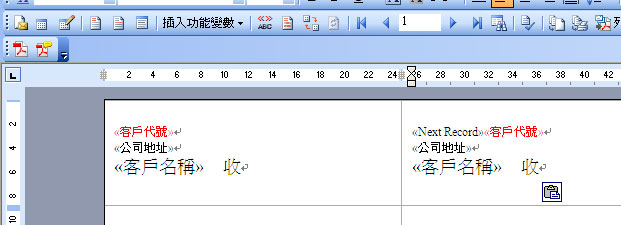 插入功能變數
ABC
1
列
L
2 4 6 8 10 12 14 16 18 20 22 24 26 28 30 32 34 36 38 40 42
2
4
6
8
10
«客戶代號»
«公司地址»
«客戶名稱» 收
«Next Record»«客戶代號»
«公司地址»
«客戶名稱» 收